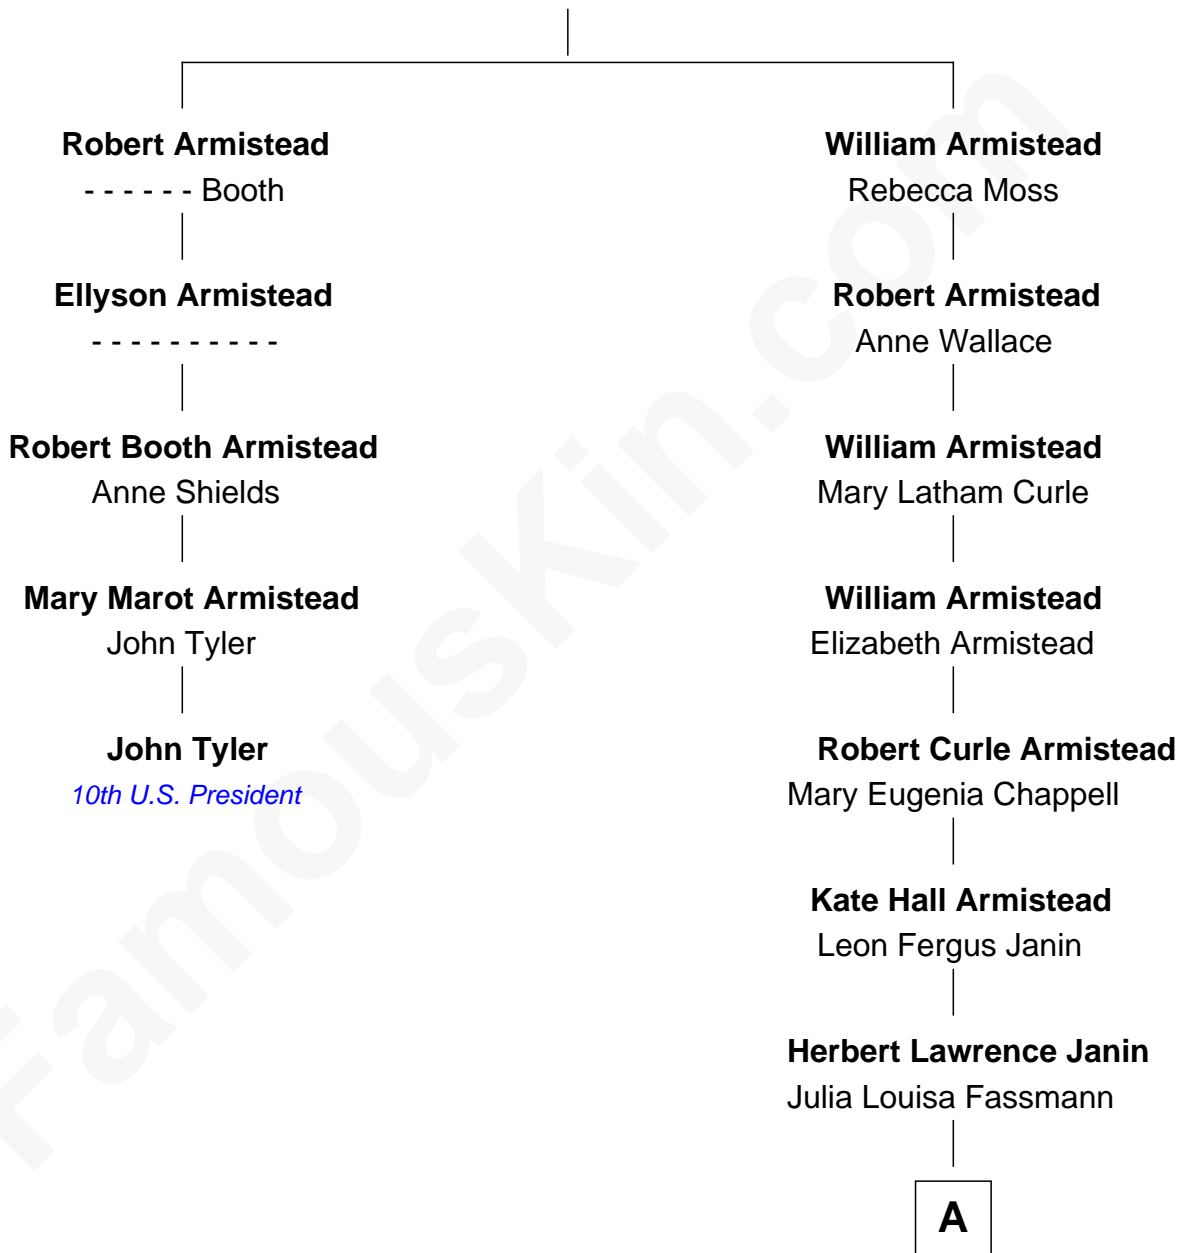 Robert Armistead
- - - - - - Booth
Ellyson Armistead
- - - - - - - - - -
Robert Booth Armistead
Anne Shields
Mary Marot Armistead
John Tyler
John Tyler
10th U.S. President
William Armistead
Rebecca Moss
Robert Armistead
Anne Wallace
William Armistead
Mary Latham Curle
William Armistead
Elizabeth Armistead
Robert Curle Armistead
Mary Eugenia Chappell
Kate Hall Armistead
Leon Fergus Janin
Herbert Lawrence Janin
Julia Louisa Fassmann
A
FamousKin.com